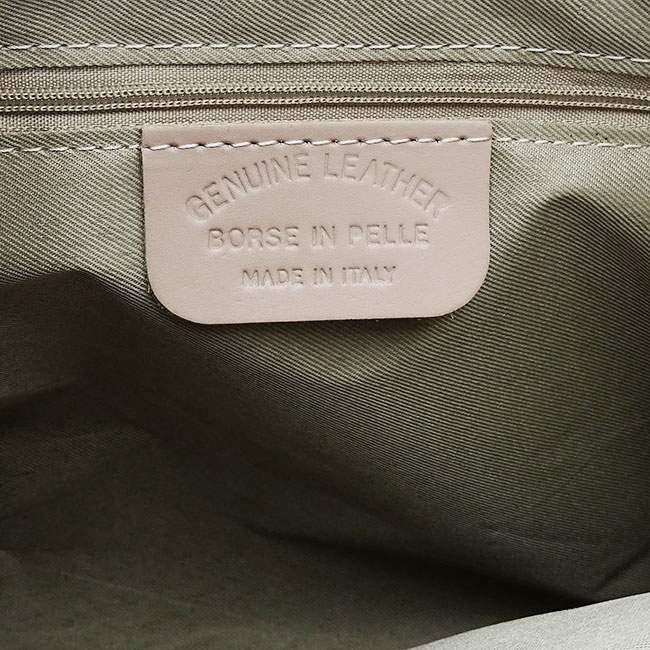 GENUINE LEATHER
BORSE IN PELLE
MADE IN ITALY